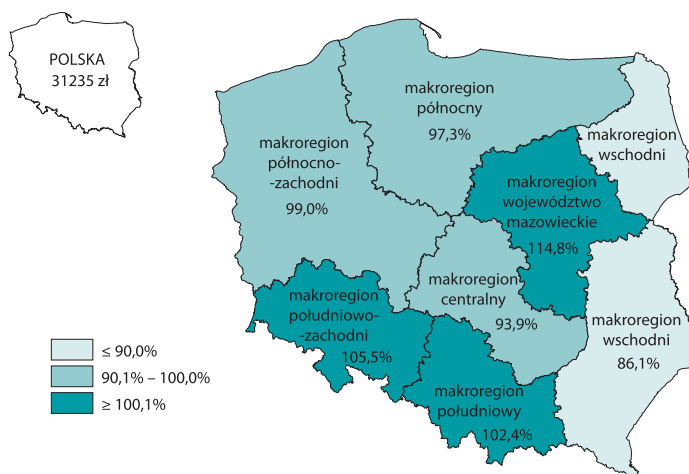 POLSKA
31235 zł
makroregion
północny
97,3%
makroregion
północno-
-zachodni
99,0%
makroregion
wschodni
makroregion
województwo
mazowieckie
114,8%
makroregion
centralny
93,9%
makroregion
południowo-
-zachodni
105,5%
makroregion
wschodni
86,1%
makroregion
południowy
102,4%
≤ 90,0%
90,1% – 100,0%
≥ 100,1%